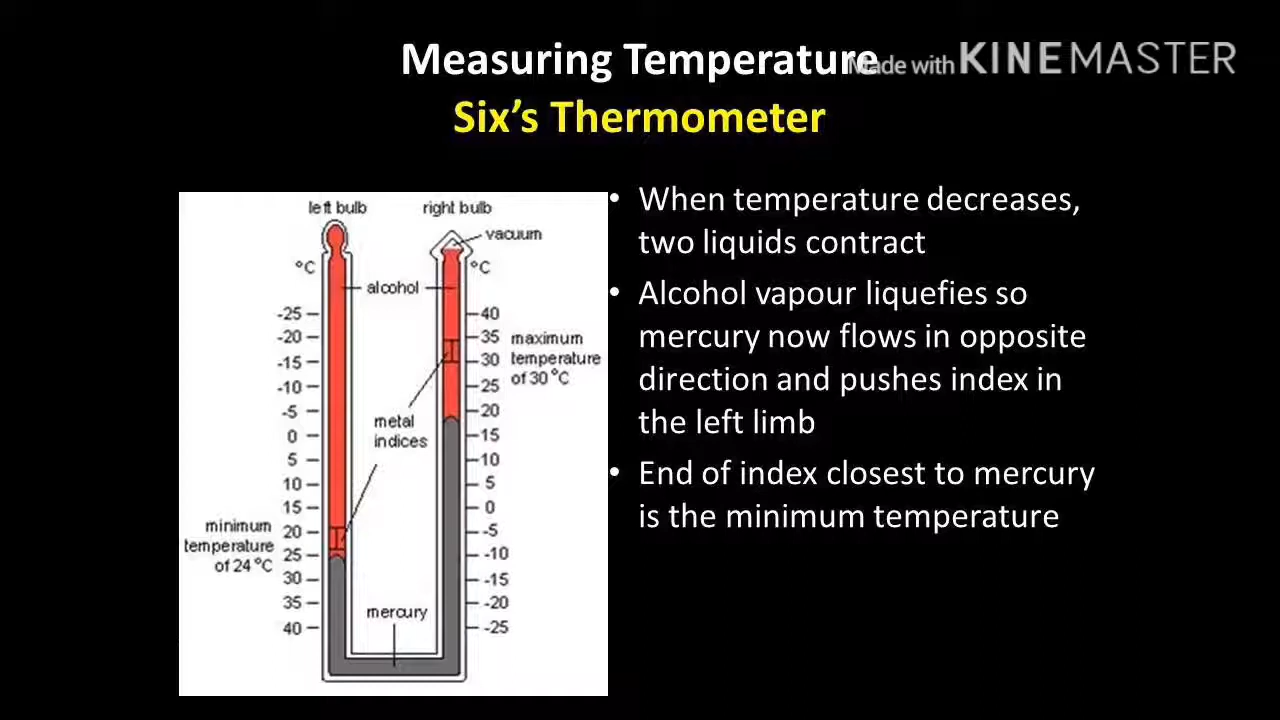 Measuring Temperature
Made with KINEMASTER
Six's Thermometer
left bulb
right bulb
vacuum
°C
°C
alcohol
-25
-20
-15
-10
-5
0
5
10
15
20
25
30
35
40
40
35
30
25
20
15
10
5
0
-5
-10
-15
-20
-25
maximum
temperature
of 30 °C
metal
indices
minimum
temperature
of 24 °C
mercury
• When temperature decreases,
two liquids contract
• Alcohol vapour liquefies so
mercury now flows in opposite
direction and pushes index in
the left limb
• End of index closest to mercury
is the minimum temperature